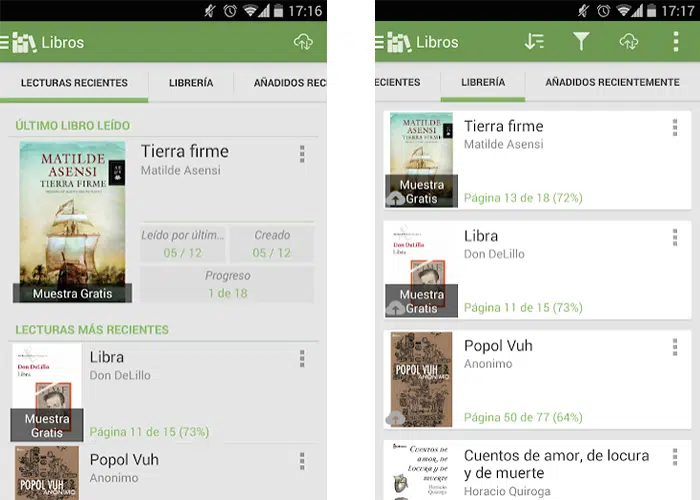 17:16
Libros
LECTURAS RECIENTES
LIBRERÍA
AÑADIDOS REC
ÚLTIMO LIBRO LEÍDO
MATILDE
ASENSI
TIERRA FIRME
Muestra Gratis
Tierra firme
Matilde Asensi
Leído por últim...
05 / 12
Creado
05 / 12
Progreso
1 de 18
LECTURAS MÁS RECIENTES
Don DeLillo
Libra
Muestra
Gratis
Libra
Don DeLillo
Página 11 de 15 (73%)
POPOL VUH
ANONIMO
Popol Vuh
Anonimo
17:17
Libros
ECIENTES
LIBRERÍA
AÑADIDOS RECIENTEMENTE
MATILDE
ASENSI
TIERRA FIRME
Muestra
Gratis
Tierra firme
Matilde Asensi
Página 13 de 18 (72%)
Don DeLillo
Libra
Muestra
Gratis
Libra
Don DeLillo
Página 11 de 15 (73%)
POPOL VUH
ANONIMO
Popol Vuh
Anonimo
Página 50 de 77 (64%)
CUENTOS
DE AMOR,
DE
LOCURA Y
DE MUERTE
Horacio
Quiroga
Cuentos de amor, de locura
y de muerte
Horacio Quiroga